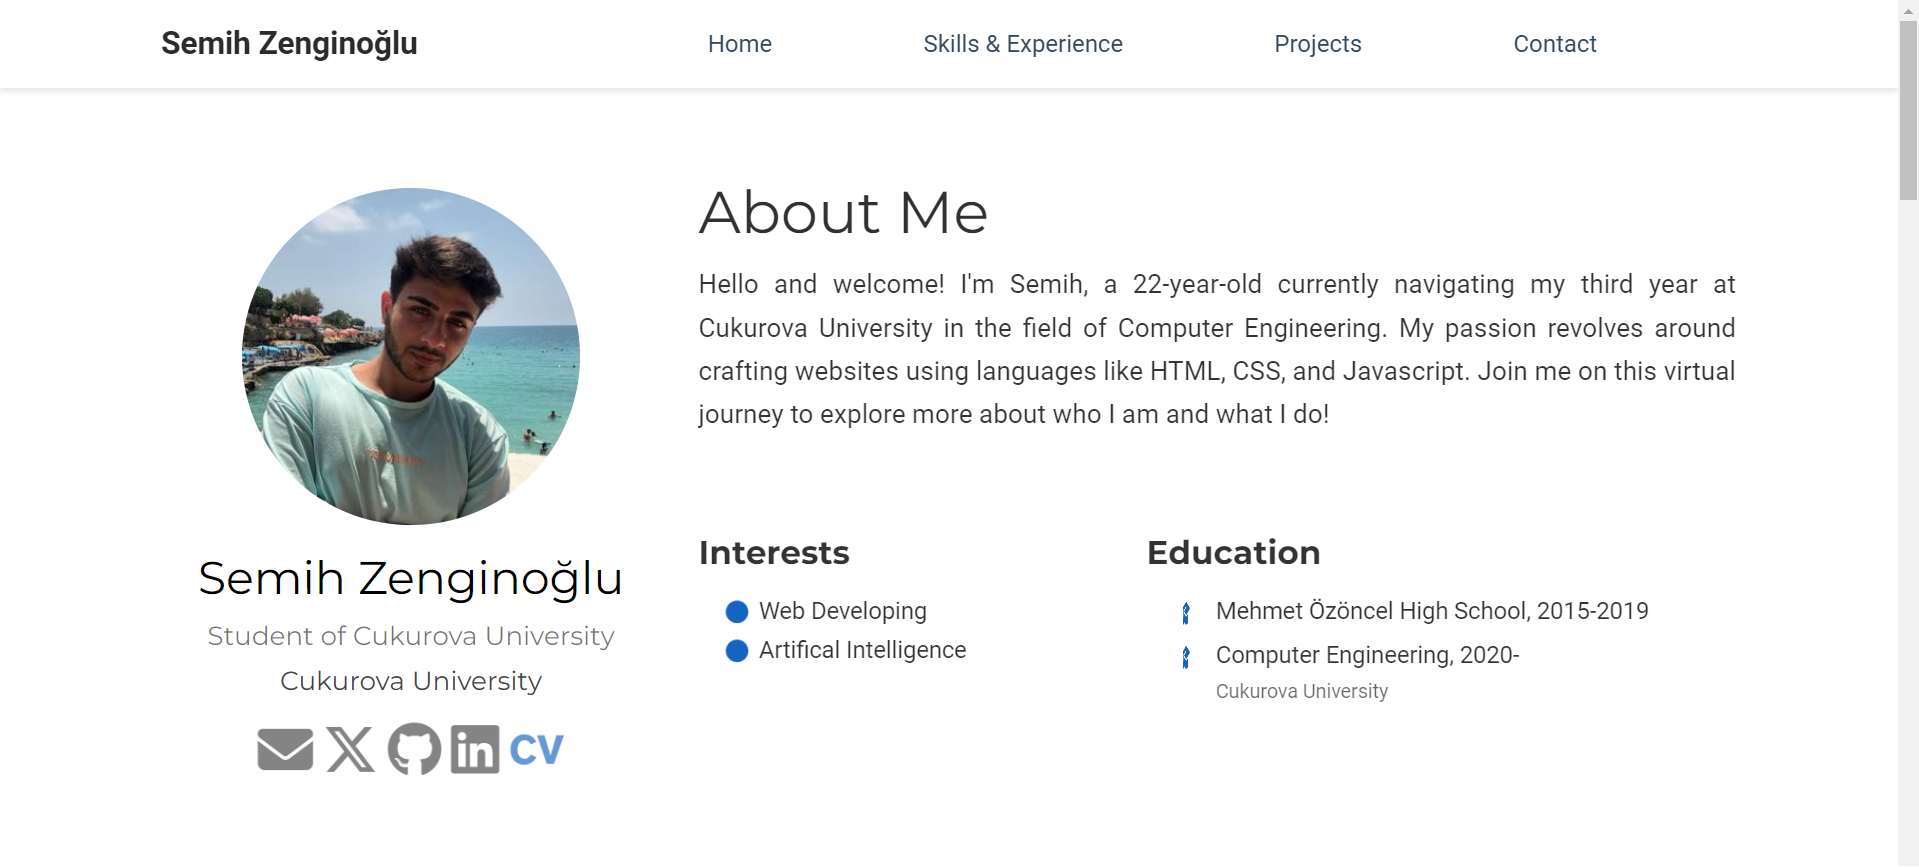 Semih Zenginoğlu
Home
Skills & Experience
Projects
Contact
Semih Zenginoğlu
Student of Cukurova University
Cukurova University
CV
About Me
Hello and welcome! I'm Semih, a 22-year-old currently navigating my third year at
Cukurova University in the field of Computer Engineering. My passion revolves around
crafting websites using languages like HTML, CSS, and Javascript. Join me on this virtual
journey to explore more about who I am and what I do!
Interests
Web Developing
Artifical Intelligence
Education
Mehmet Özöncel High School, 2015-2019
Computer Engineering, 2020-
Cukurova University